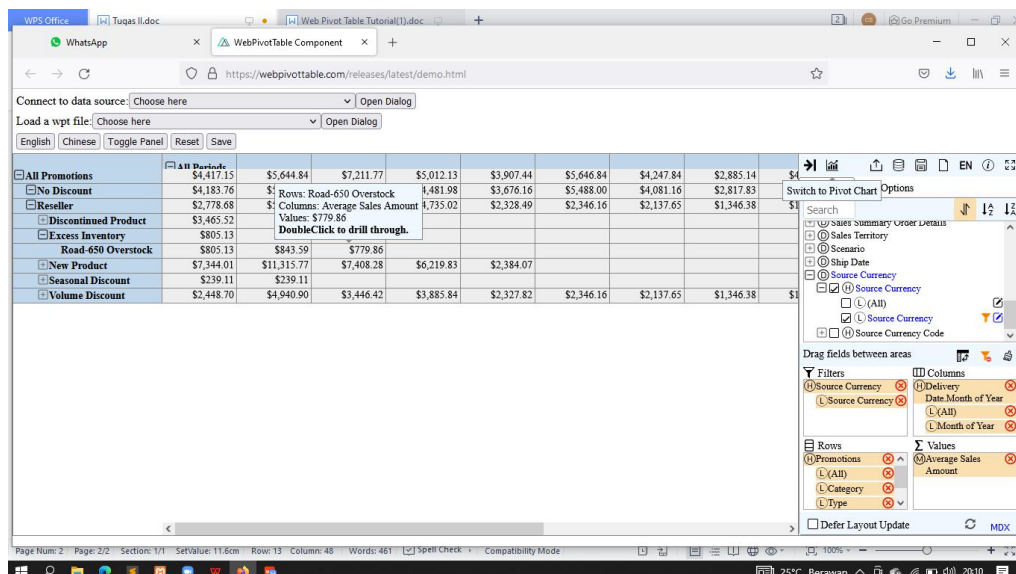 WPS Office Tugas II.doc Web Pivot Table Tutorial(1).doc + 2 Go Premium
WhatsApp × WebPivotTable Component × +
https://webpivottable.com/releases/latest/demo.html
Connect to data source: Choose here Open Dialog
Load a wpt file: Choose here Open Dialog
English Chinese Toggle Panel Reset Save
All Periods EN
All Promotions $4,417.15 $5,644.84 $7,211.77 $5,012.13 $3,907.44 $5,646.84 $4,247.84 $2,885.14
No Discount $4,183.76 4,481.98 $3,676.16 $5,488.00 $4,081.16 $2,817.83
Reseller $2,778.68 4,735.02 $2,328.49 $2,346.16 $2,137.65 $1,346.38
Discontinued Product $3,465.52
Excess Inventory $805.13
Road-650 Overstock $805.13 $843.59 $779.86
New Product $7,344.01 $11,315.77 $7,408.28 $6,219.83 $2,384.07
Seasonal Discount $239.11 $239.11
Volume Discount $2,448.70 $4,940.90 $3,446.42 $3,885.84 $2,327.82 $2,346.16 $2,137.65 $1,346.38 $1
Rows: Road-650 Overstock
Columns: Average Sales Amount
Values: $779.86
DoubleClick to drill through.
Switch to Pivot Chart Options
Search
Sales Summary Order Details
Sales Territory
Scenario
Ship Date
Source Currency
Source Currency
(All)
Source Currency
Source Currency Code
Drag fields between areas
Filters
Source Currency
Source Currency
Columns
Delivery
Date.Month of Year
(All)
Month of Year
Rows
Promotions
(All)
Category
Type
Σ Values
Average Sales
Amount
Defer Layout Update MDX
Page Num: 2 Page: 2/2 Section: 1/1 SetValue: 11.6cm Row: 13 Column: 48 Words: 461 Spell Check Compatibility Mode 100%
25°C Berawan 20:10